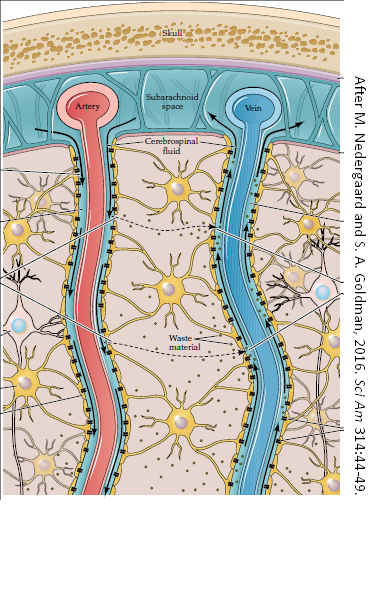 Skull
Artery
Subarachnoid
space
Vein
Cerebrospinal
fluid
Waste
material
After M. Nedergaard and S. A. Goldman, 2016. Sci Am 314:44-49.